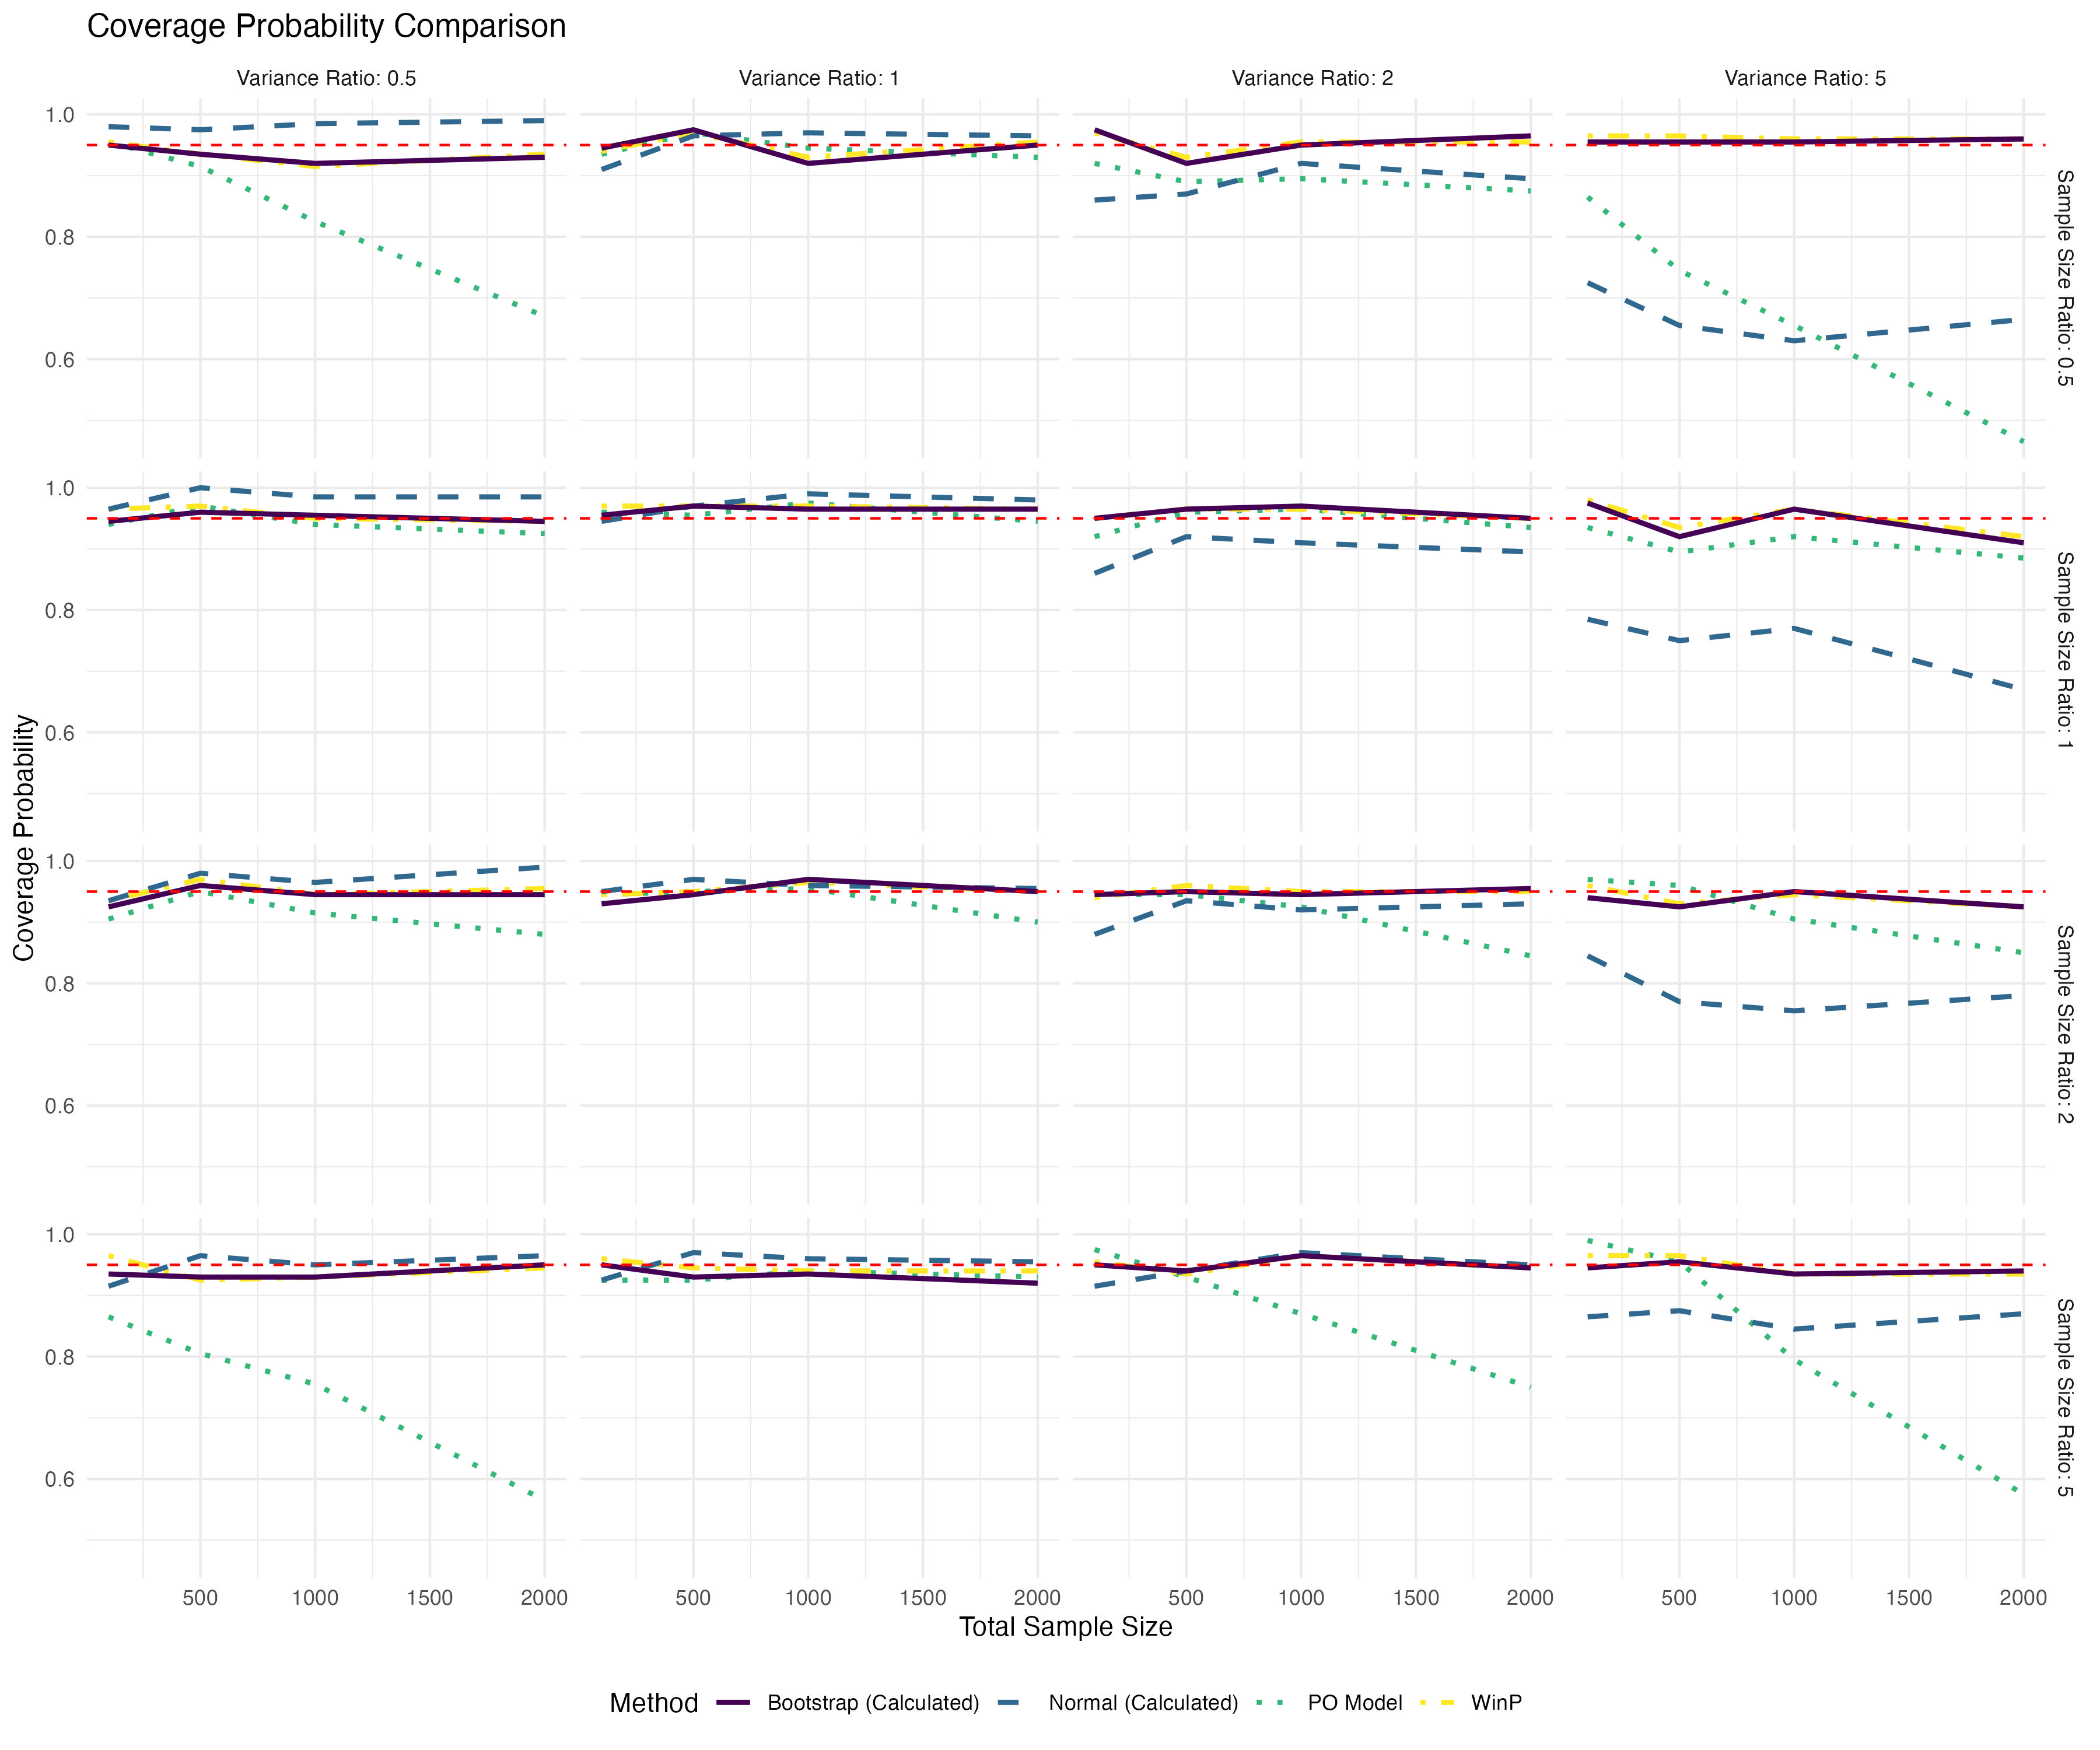 Coverage Probability Comparison
Variance Ratio: 0.5
Variance Ratio: 1
Variance Ratio: 2
Variance Ratio: 5
Coverage Probability
1.0
0.8
0.6
Sample Size Ratio: 0.5
1.0
0.8
0.6
Sample Size Ratio: 1
1.0
0.8
0.6
Sample Size Ratio: 2
1.0
0.8
0.6
Sample Size Ratio: 5
500 1000 1500 2000
500 1000 1500 2000
500 1000 1500 2000
500 1000 1500 2000
Total Sample Size
Method Bootstrap (Calculated) Normal (Calculated) PO Model WinP